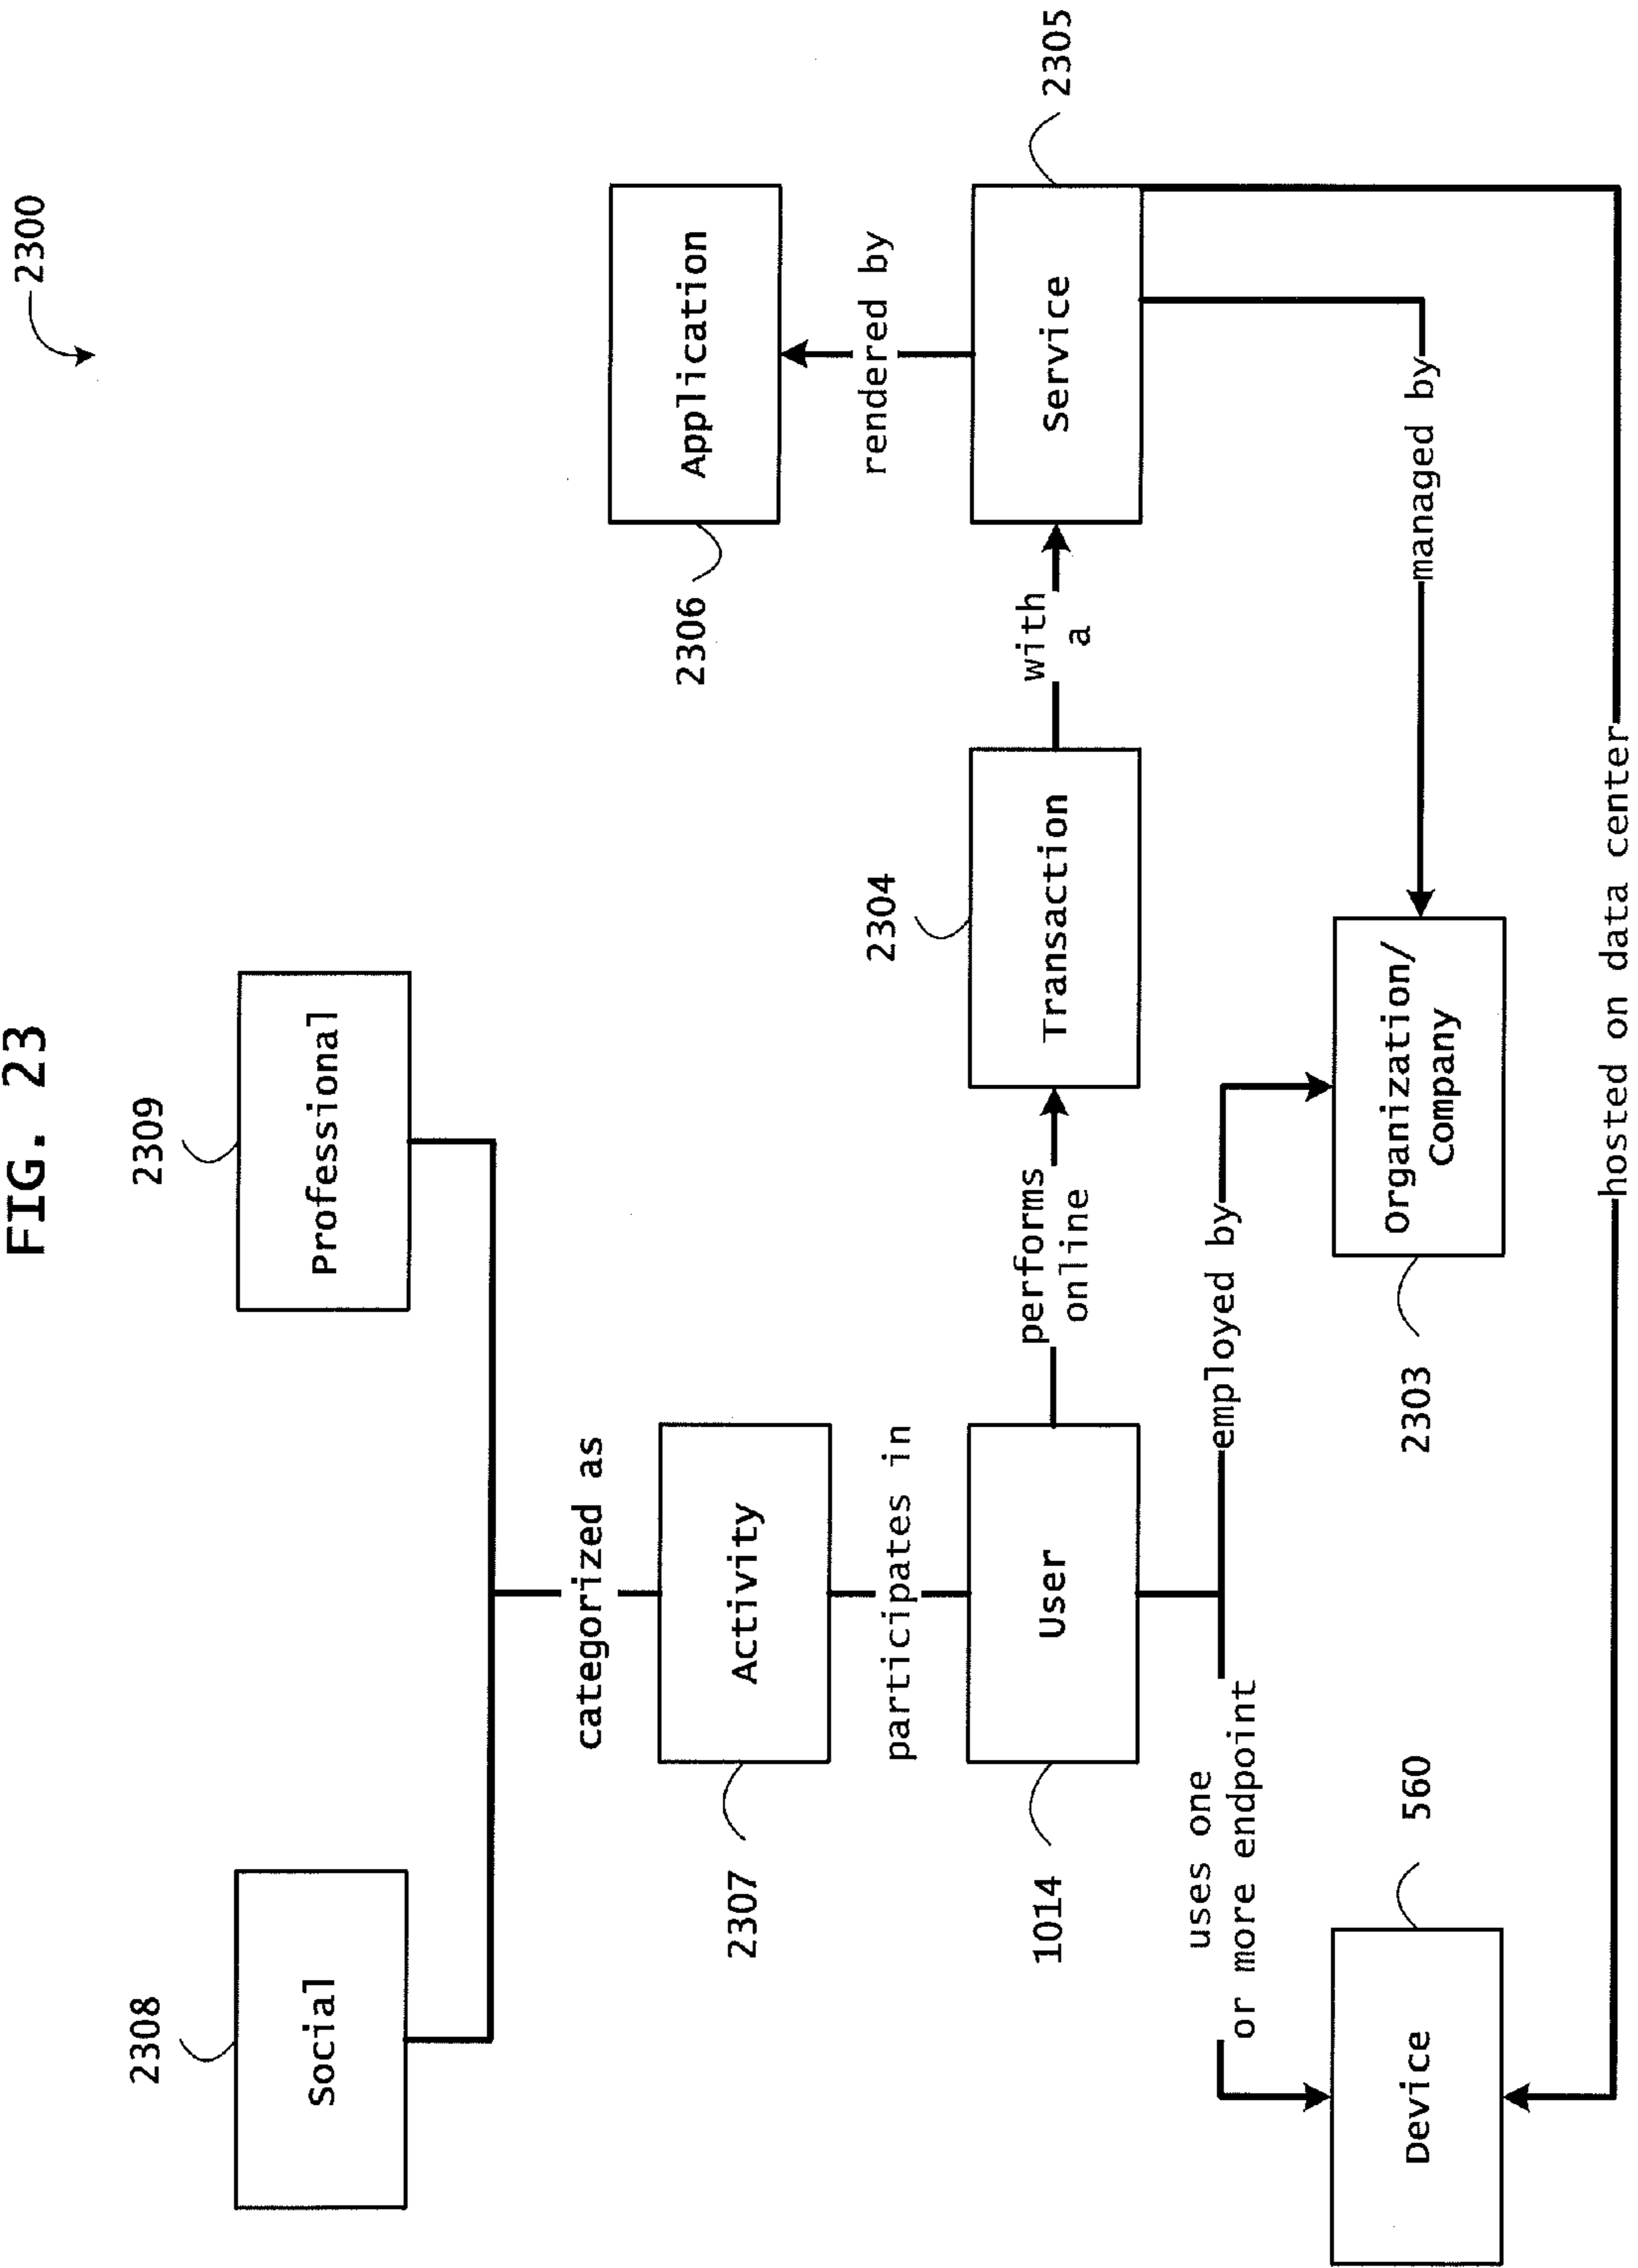 FIG. 23
2300
2308
Social
2309
Professional
categorized as
2307
Activity
2306
Application
participates in
rendered by
1014
User
performs
online
2304
Transaction
with
a
Service
2305
uses one
or more endpoint
employed by
managed by
560
Device
2303
Organization/
Company
hosted on data center